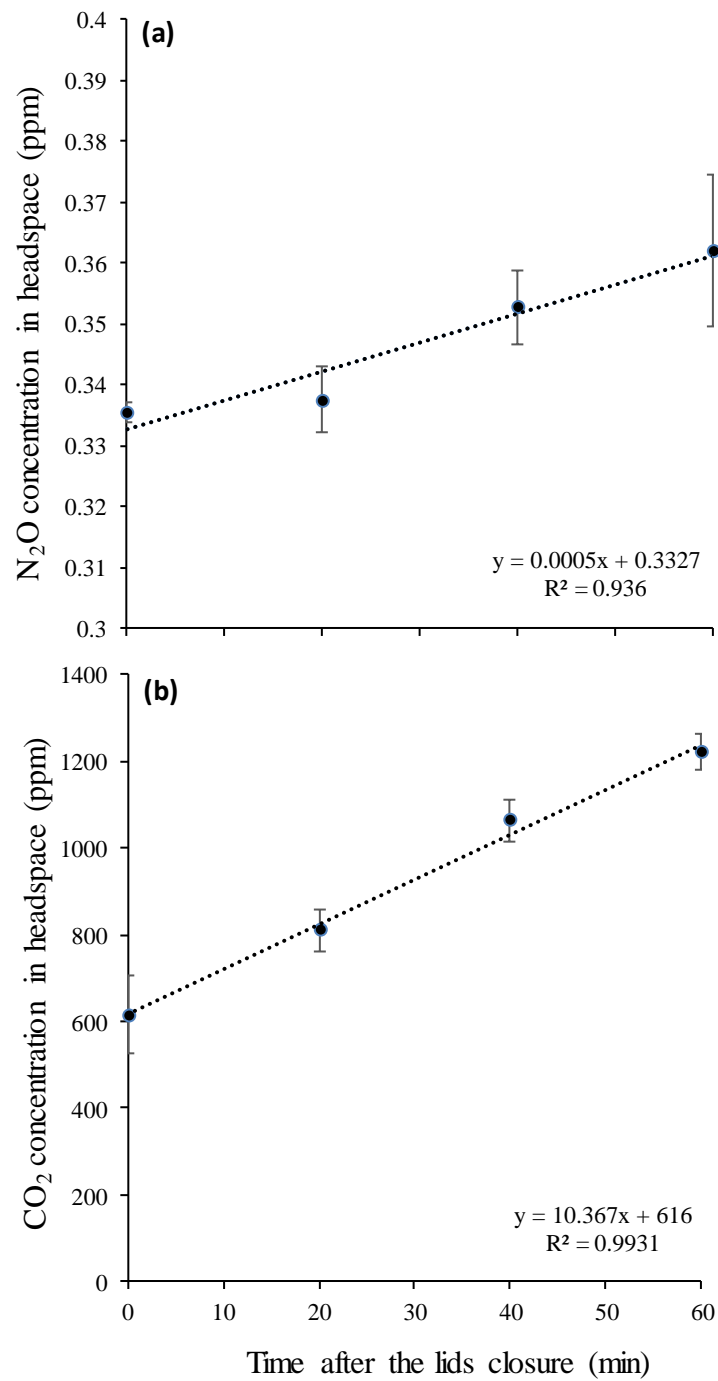 (a)
N₂O concentration in headspace (ppm)
0.4
0.39
0.38
0.37
0.36
0.35
0.34
0.33
0.32
0.31
0.3
y = 0.0005x + 0.3327
R² = 0.936
(b)
CO₂ concentration in headspace (ppm)
1400
1200
1000
800
600
400
200
0
y = 10.367x + 616
R² = 0.9931
0 10 20 30 40 50 60
Time after the lids closure (min)